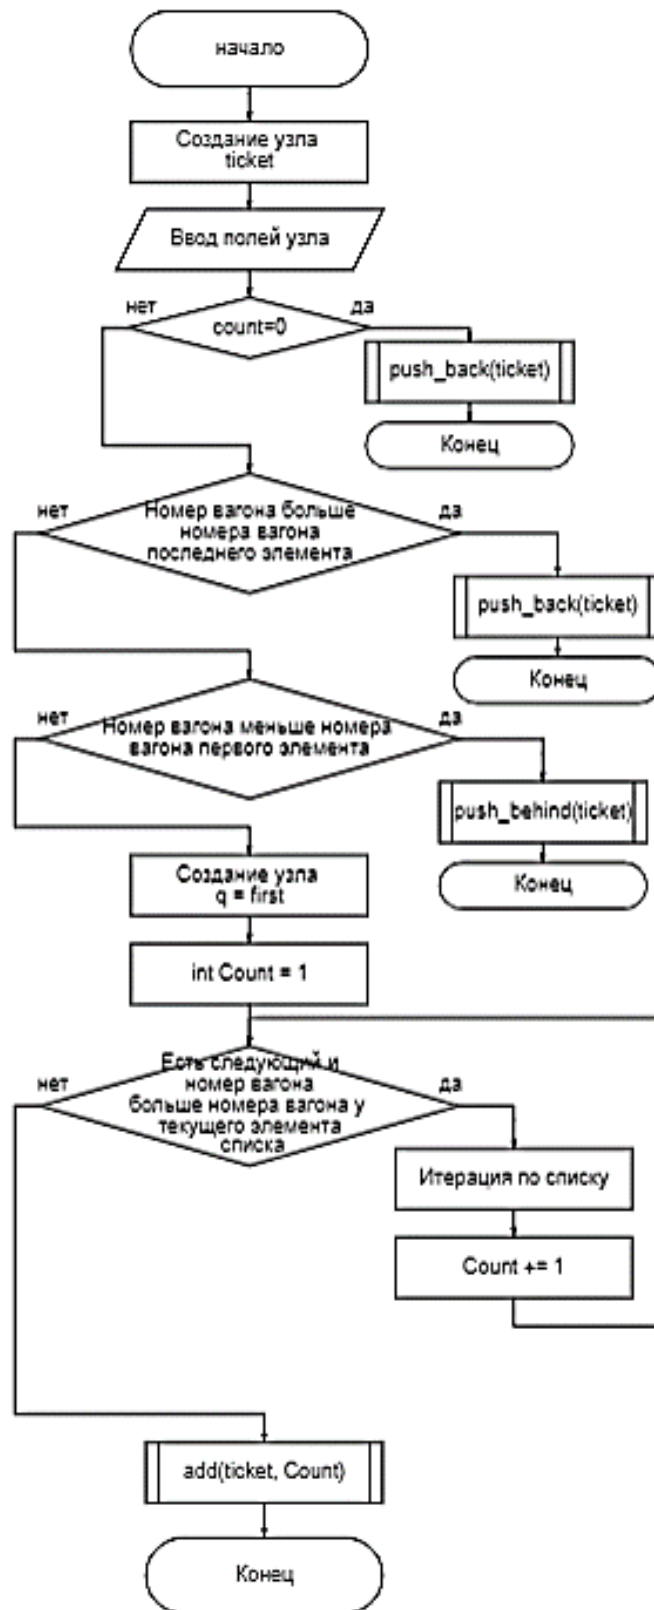 начало
Создание узла
ticket
Ввод полей узла
нет
да
count=0
push_back(ticket)
Конец
нет
Номер вагона больше
номера вагона
последнего элемента
да
push_back(ticket)
Конец
нет
Номер вагона меньше номера
вагона первого элемента
да
push_behind(ticket)
Конец
Создание узла
q = first
int Count = 1
нет
Есть следующий и
номер вагона
больше номера вагона у
текущего элемента
списка
да
Итерация по списку
Count += 1
add(ticket, Count)
Конец